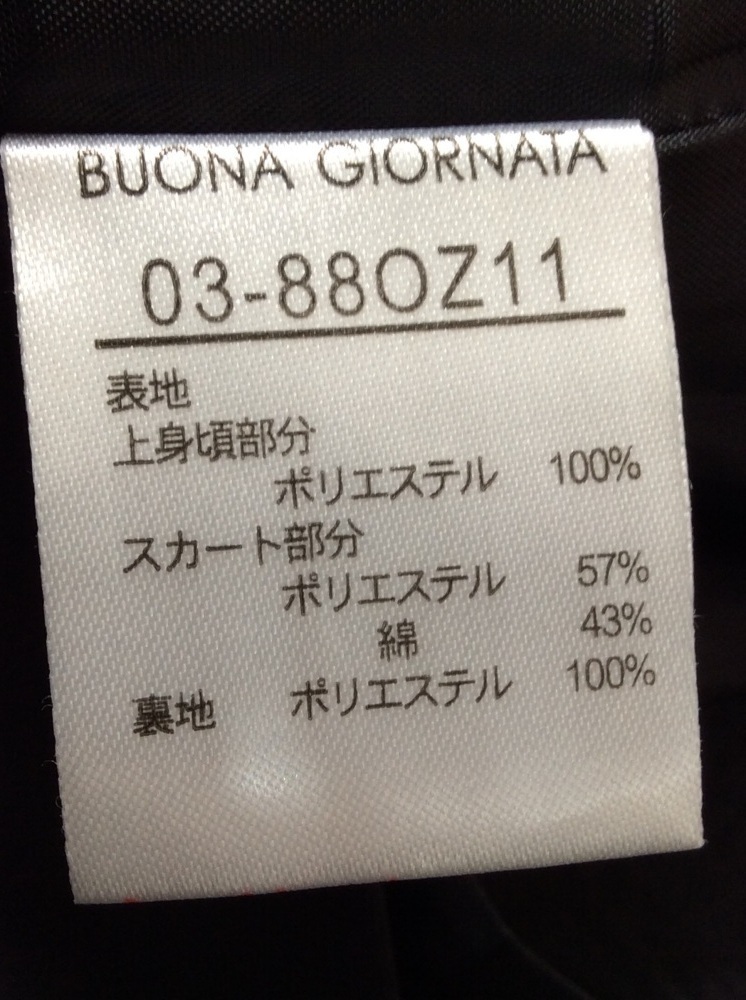 BUONA GIORNATA
03-88OZ11
表地
上身頃部分
ポリエステル 100%
スカート部分
ポリエステル 57%
綿 43%
裏地 ポリエステル 100%